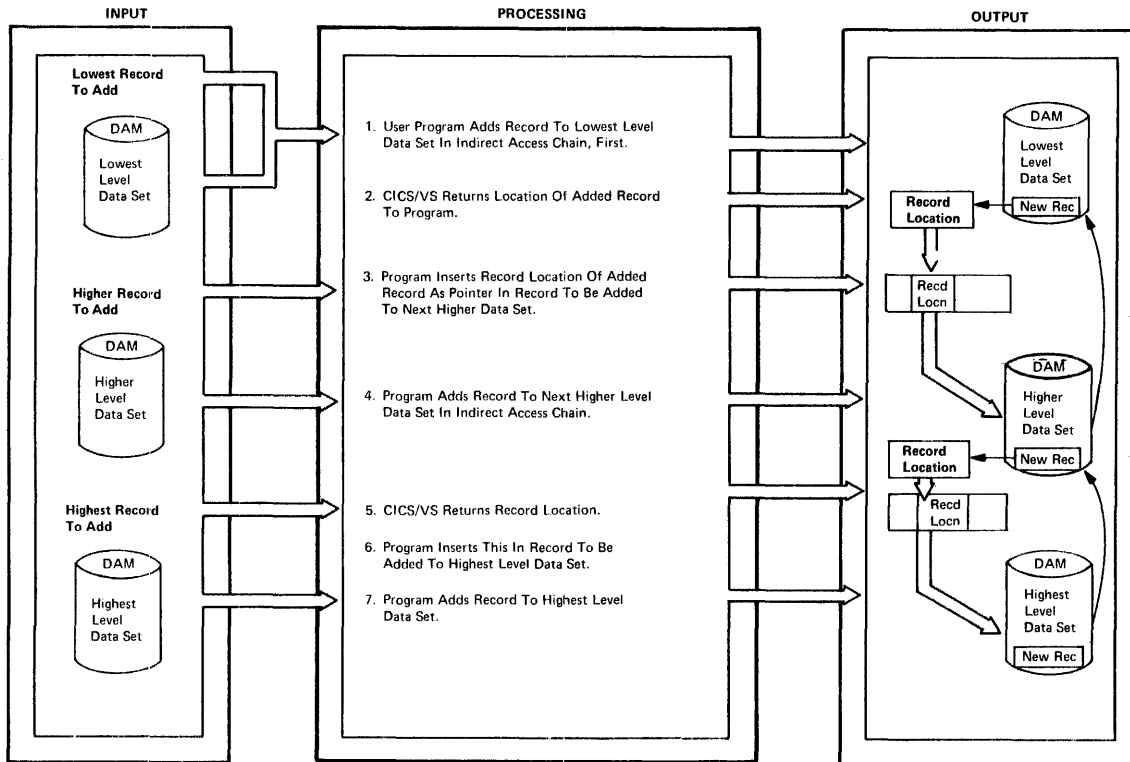 INPUT
PROCESSING
OUTPUT
Lowest Record
To Add
DAM
Lowest
Level
Data Set
Higher Record
To Add
DAM
Higher
Level
Data Set
Highest Record
To Add
DAM
Highest
Level
Data Set
1. User Program Adds Record To Lowest Level
Data Set In Indirect Access Chain, First.
2. CICS/VS Returns Location Of Added Record
To Program.
3. Program Inserts Record Location Of Added
Record As Pointer In Record To Be Added
To Next Higher Data Set.
4. Program Adds Record To Next Higher Level
Data Set In Indirect Access Chain.
5. CICS/VS Returns Record Location.
6. Program Inserts This In Record To Be
Added To Highest Level Data Set.
7. Program Adds Record To Highest Level
Data Set.
DAM
Lowest
Level
Data Set
New Rec
Record
Location
Recd
Locn
DAM
Higher
Level
Data Set
New Rec
Record
Location
Recd
Locn
DAM
Highest
Level
Data Set
New Rec